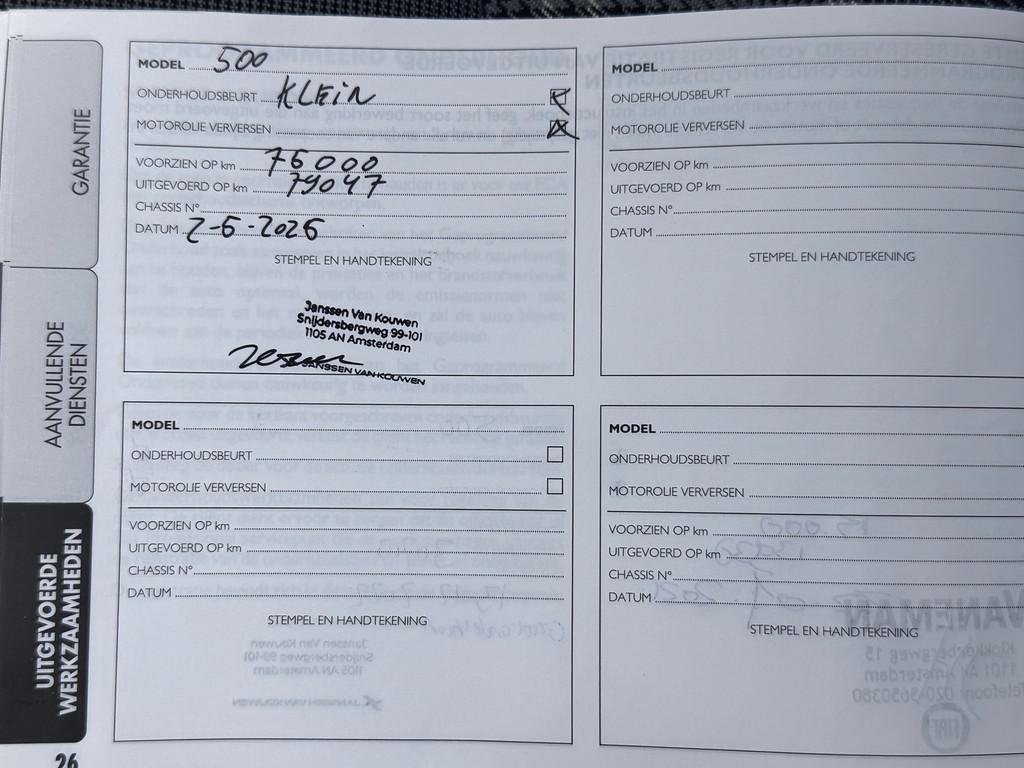 GARANTIE
AANVULLENDE
DIENSTEN
UITGEVOERDE
WERKZAAMHEDEN
26
MODEL 500
ONDERHOUDSBEURT KLEIN
MOTOROLIE VERVERSEN
VOORZIEN OP km 75000
UITGEVOERD OP km 79047
CHASSIS N°
DATUM 2-6-2026
STEMPEL EN HANDTEKENING
Janssen Van Kouwen
Snijdersbergweg 99-101
1105 AN Amsterdam
JANSSEN VAN KOUWEN
MODEL
ONDERHOUDSBEURT
MOTOROLIE VERVERSEN
VOORZIEN OP km
UITGEVOERD OP km
CHASSIS N°
DATUM
STEMPEL EN HANDTEKENING
MODEL
ONDERHOUDSBEURT
MOTOROLIE VERVERSEN
VOORZIEN OP km
UITGEVOERD OP km
CHASSIS N°
DATUM
STEMPEL EN HANDTEKENING
MODEL
ONDERHOUDSBEURT
MOTOROLIE VERVERSEN
VOORZIEN OP km
UITGEVOERD OP km
CHASSIS N°
DATUM
STEMPEL EN HANDTEKENING